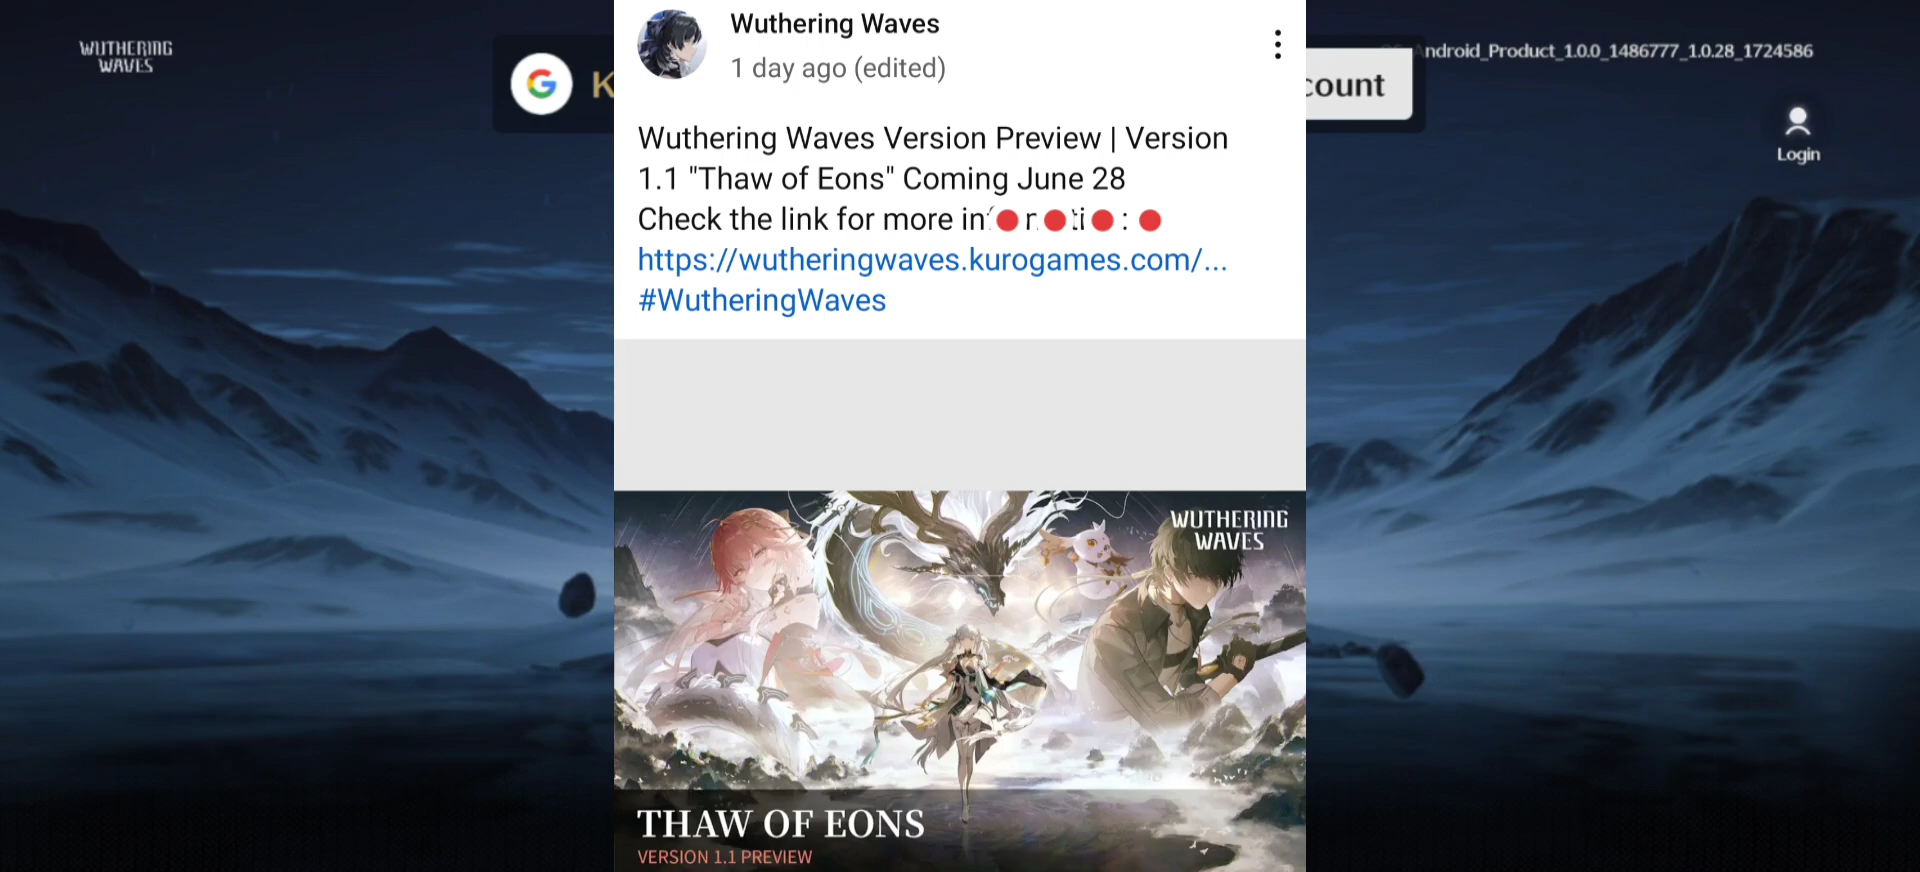 WUTHERING
WAVES
K
Wuthering Waves
1 day ago (edited)
Android_Product_1.0.0_1486777_1.0.28_1724586
count
Login
Wuthering Waves Version Preview | Version
1.1 "Thaw of Eons" Coming June 28
Check the link for more
https://wutheringwaves.kurogames.com/...
#WutheringWaves
WUTHERING
WAVES
THAW OF EONS
VERSION 1.1 PREVIEW